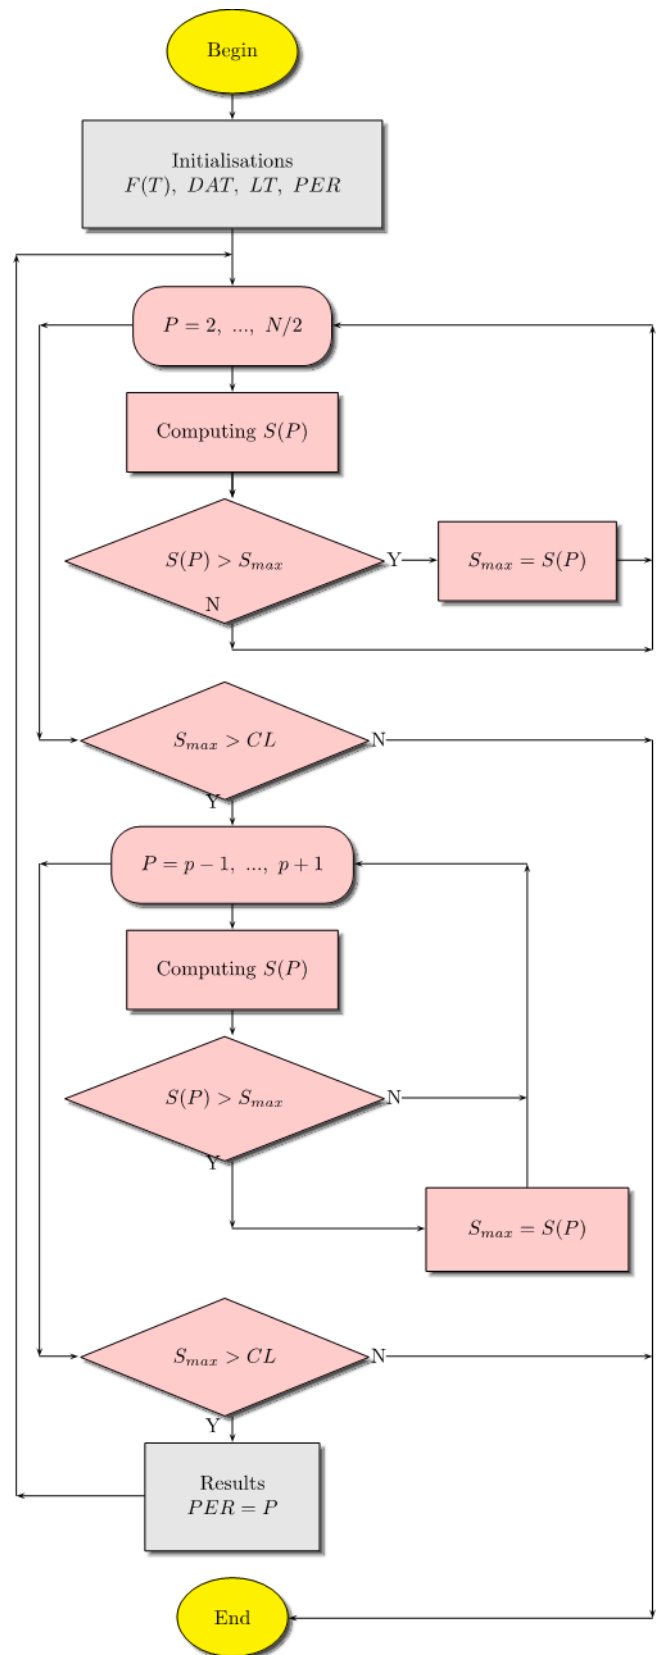 Begin
Initialisations
F(T), DAT, LT, PER
P = 2, ..., N/2
Computing S(P)
S(P) > S_max
Y
S_max = S(P)
N
S_max > CL
N
Y
P = p − 1, ..., p + 1
Computing S(P)
S(P) > S_max
N
Y
S_max = S(P)
S_max > CL
N
Y
Results
PER = P
End